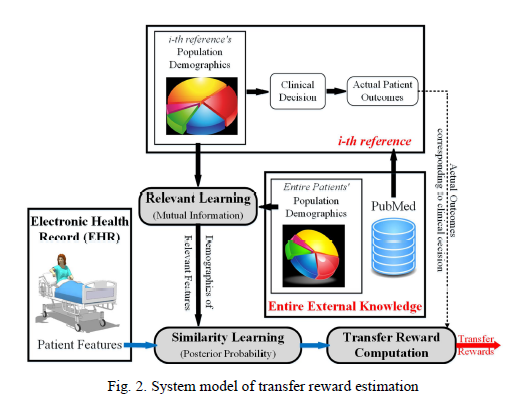 i-th reference's
Population
Demographics
Clinical
Decision
Actual Patient
Outcomes
i-th reference
Actual Outcomes
corresponding to clinical decision
Relevant Learning
(Mutual Information)
Entire Patients'
Population
Demographics
PubMed
Entire External Knowledge
Electronic Health
Record (EHR)
Patient Features
Demographics of
Relevant Features
Similarity Learning
(Posterior Probability)
Transfer Reward
Computation
Transfer
Rewards
Fig. 2. System model of transfer reward estimation